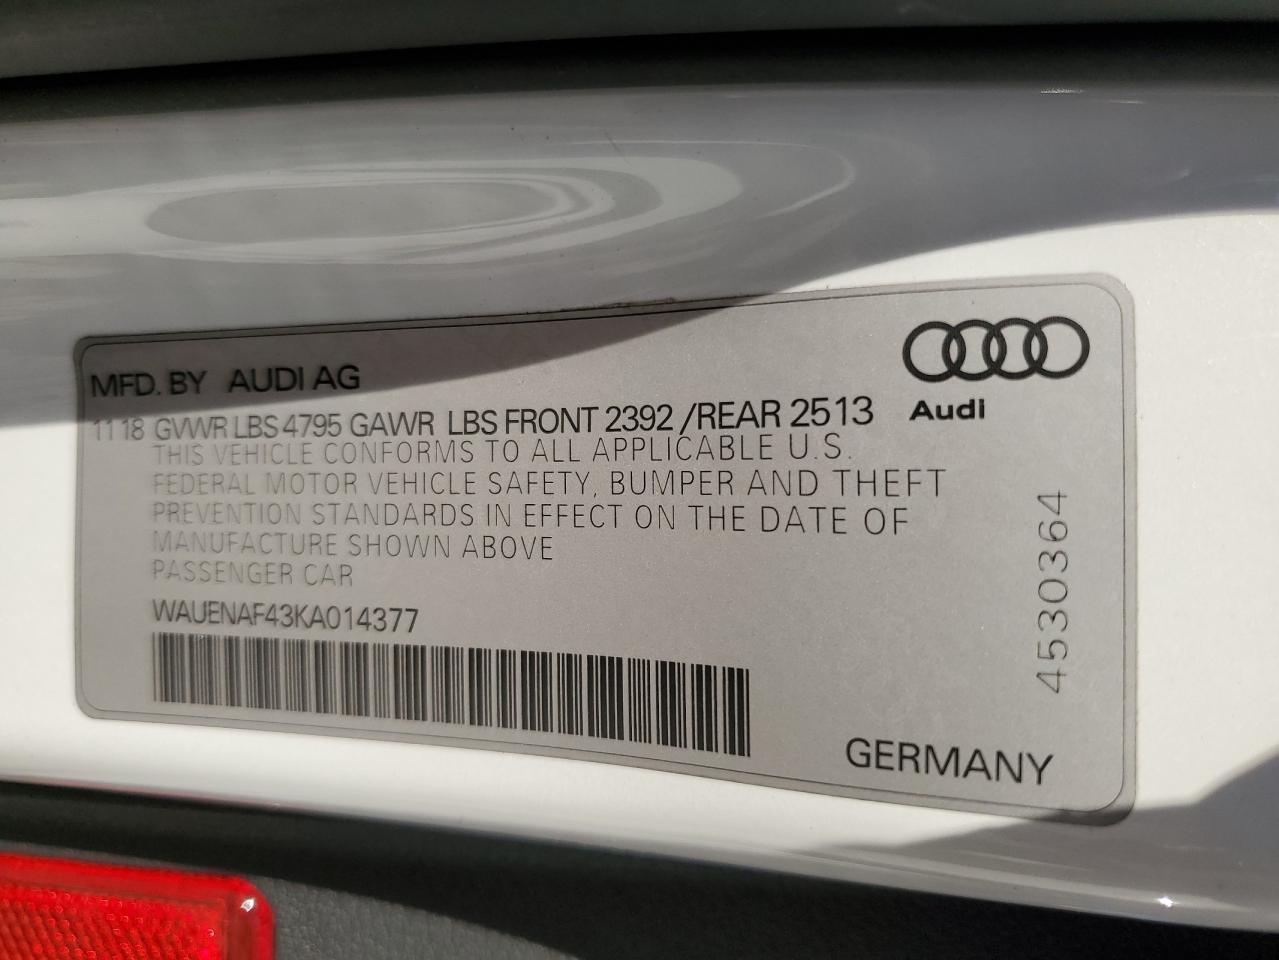 MFD. BY AUDI AG
Audi
11 18 GVWR LBS 4795 GAWR LBS FRONT 2392 /REAR 2513
THIS VEHICLE CONFORMS TO ALL APPLICABLE U.S.
FEDERAL MOTOR VEHICLE SAFETY, BUMPER AND THEFT
PREVENTION STANDARDS IN EFFECT ON THE DATE OF
MANUFACTURE SHOWN ABOVE
PASSENGER CAR
WAUENAF43KA014377
4530364
GERMANY